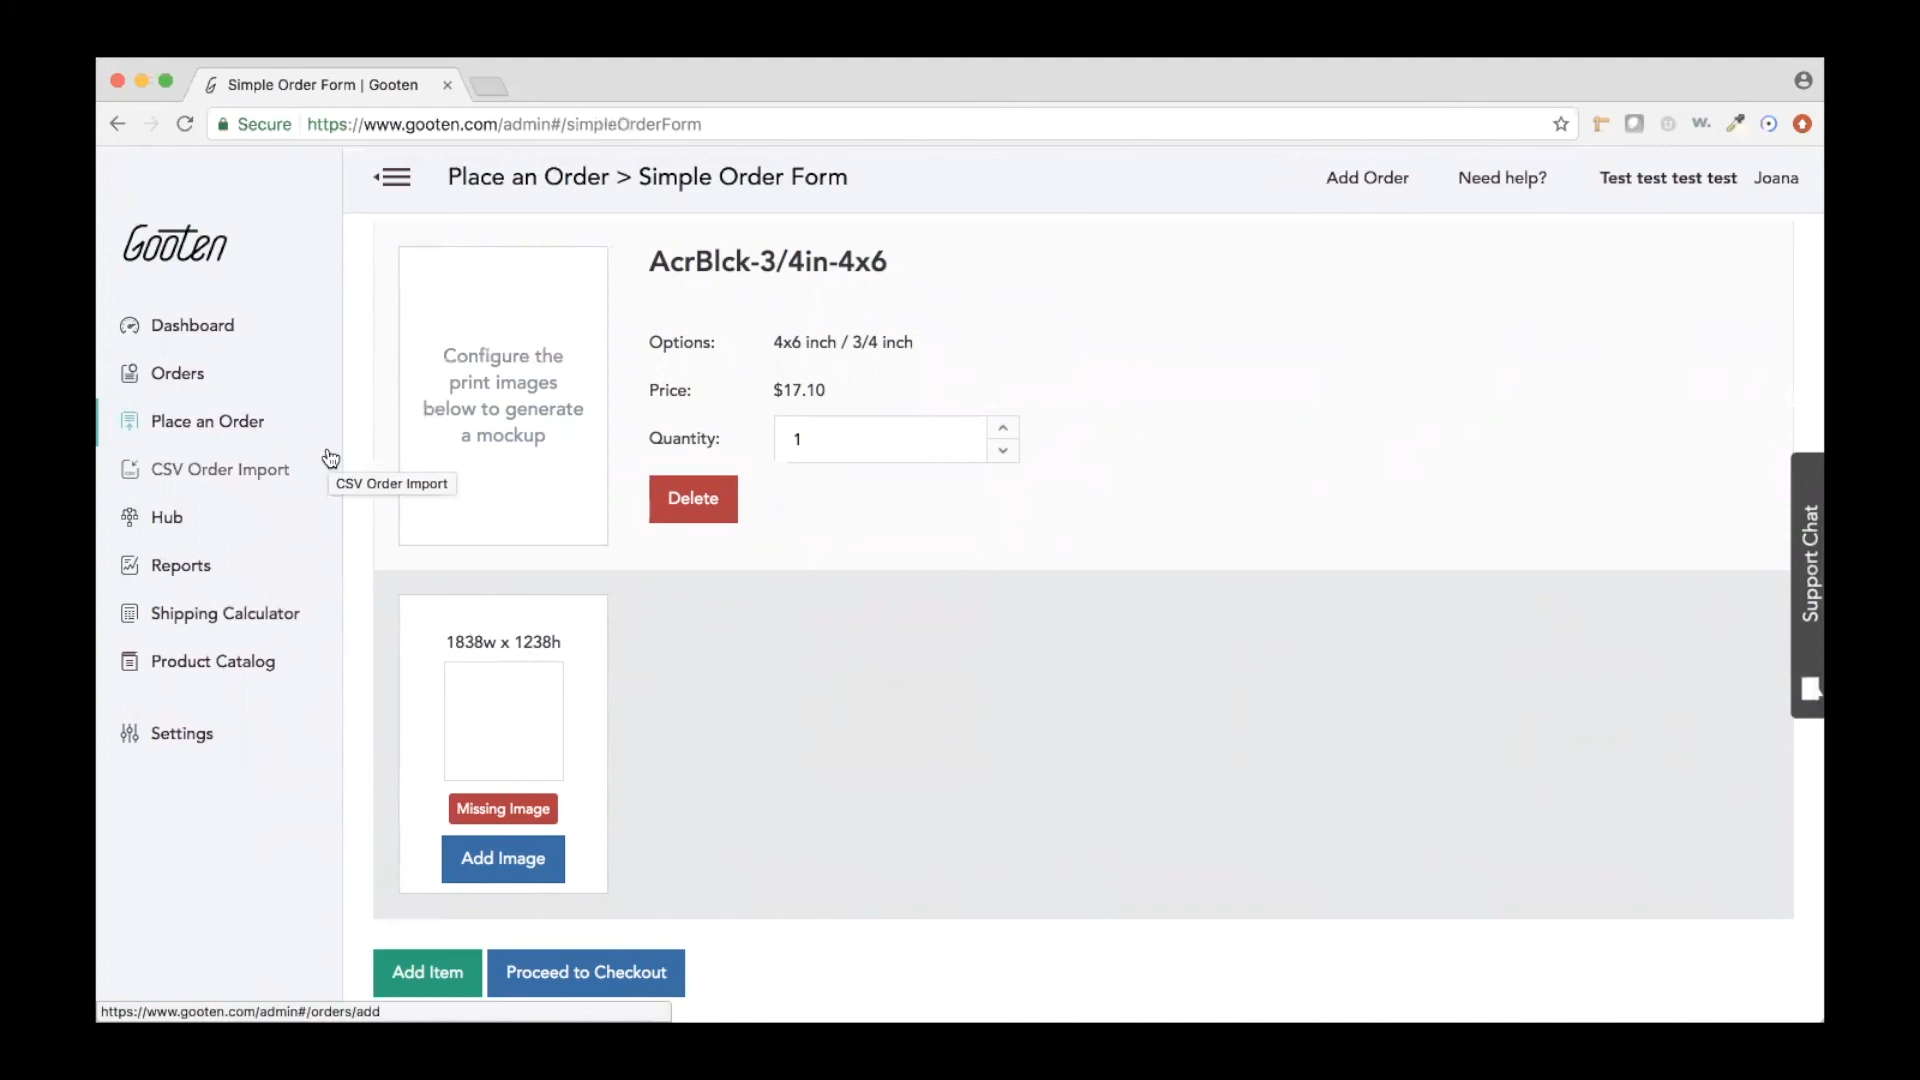 Simple Order Form | Gooten
Secure https://www.gooten.com/admin#/simpleOrderForm
Place an Order > Simple Order Form
Add Order
Need help?
Test test test test
Joana
Gooten
Dashboard
Orders
Place an Order
CSV Order Import
Hub
Reports
Shipping Calculator
Product Catalog
Settings
CSV Order Import
Configure the
print images
below to generate
a mockup
AcrBlck-3/4in-4x6
Options: 4x6 inch / 3/4 inch
Price: $17.10
Quantity: 1
Delete
1838w x 1238h
Missing Image
Add Image
Add Item
Proceed to Checkout
Support Chat
https://www.gooten.com/admin#/orders/add